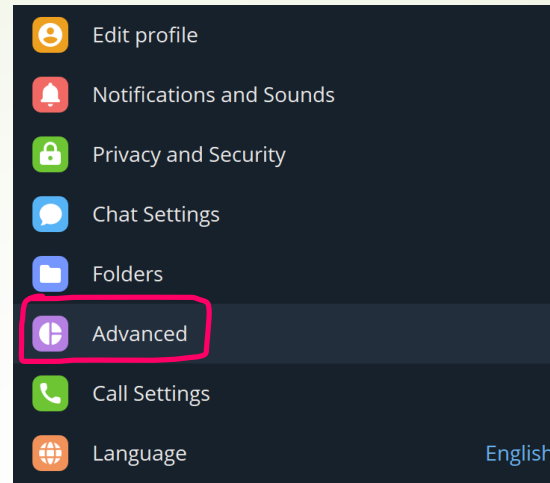 Edit profile
Notifications and Sounds
Privacy and Security
Chat Settings
Folders
Advanced
Call Settings
Language English